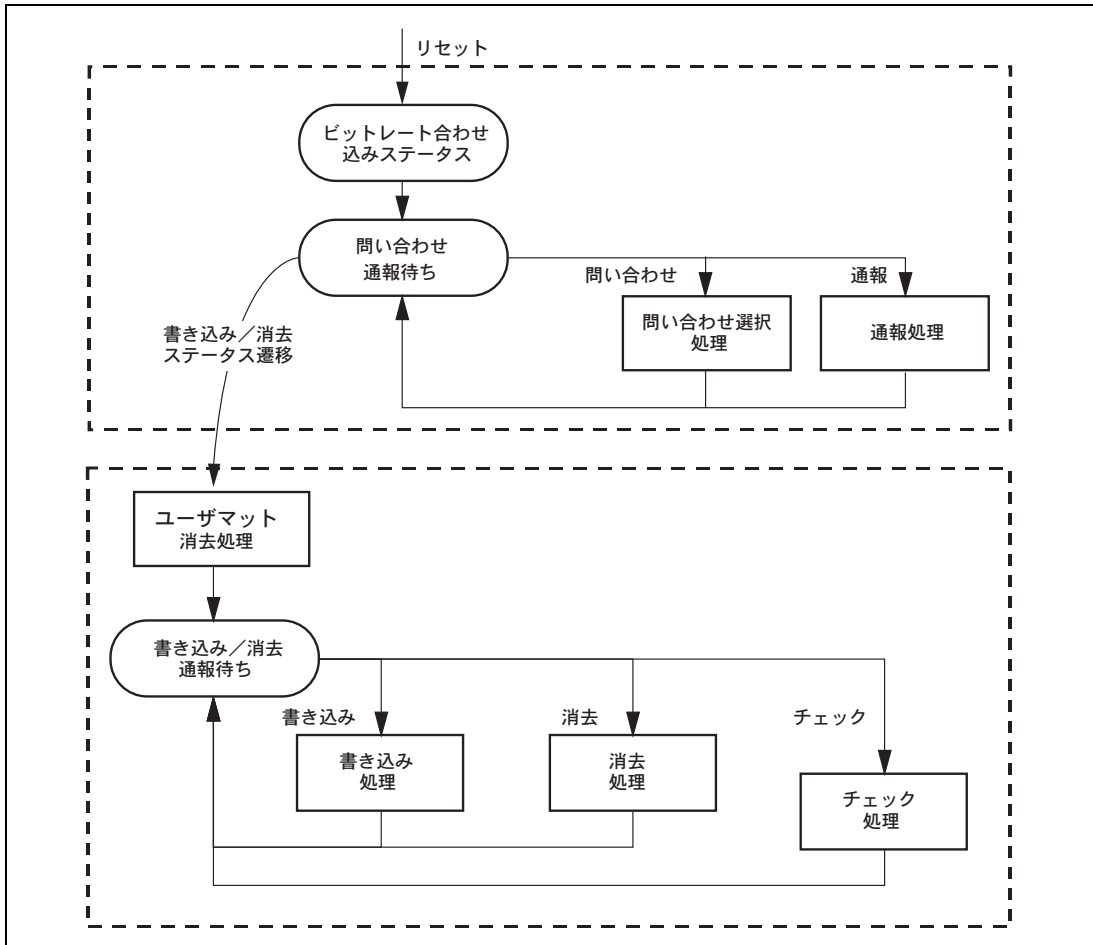 リセット
ビットレート合わせ
込みステータス
問い合わせ
通報待ち
問い合わせ
通報
問い合わせ選択
処理
通報処理
書き込み／消去
ステータス遷移
ユーザマット
消去処理
書き込み／消去
通報待ち
書き込み
消去
チェック
書き込み
処理
消去
処理
チェック
処理